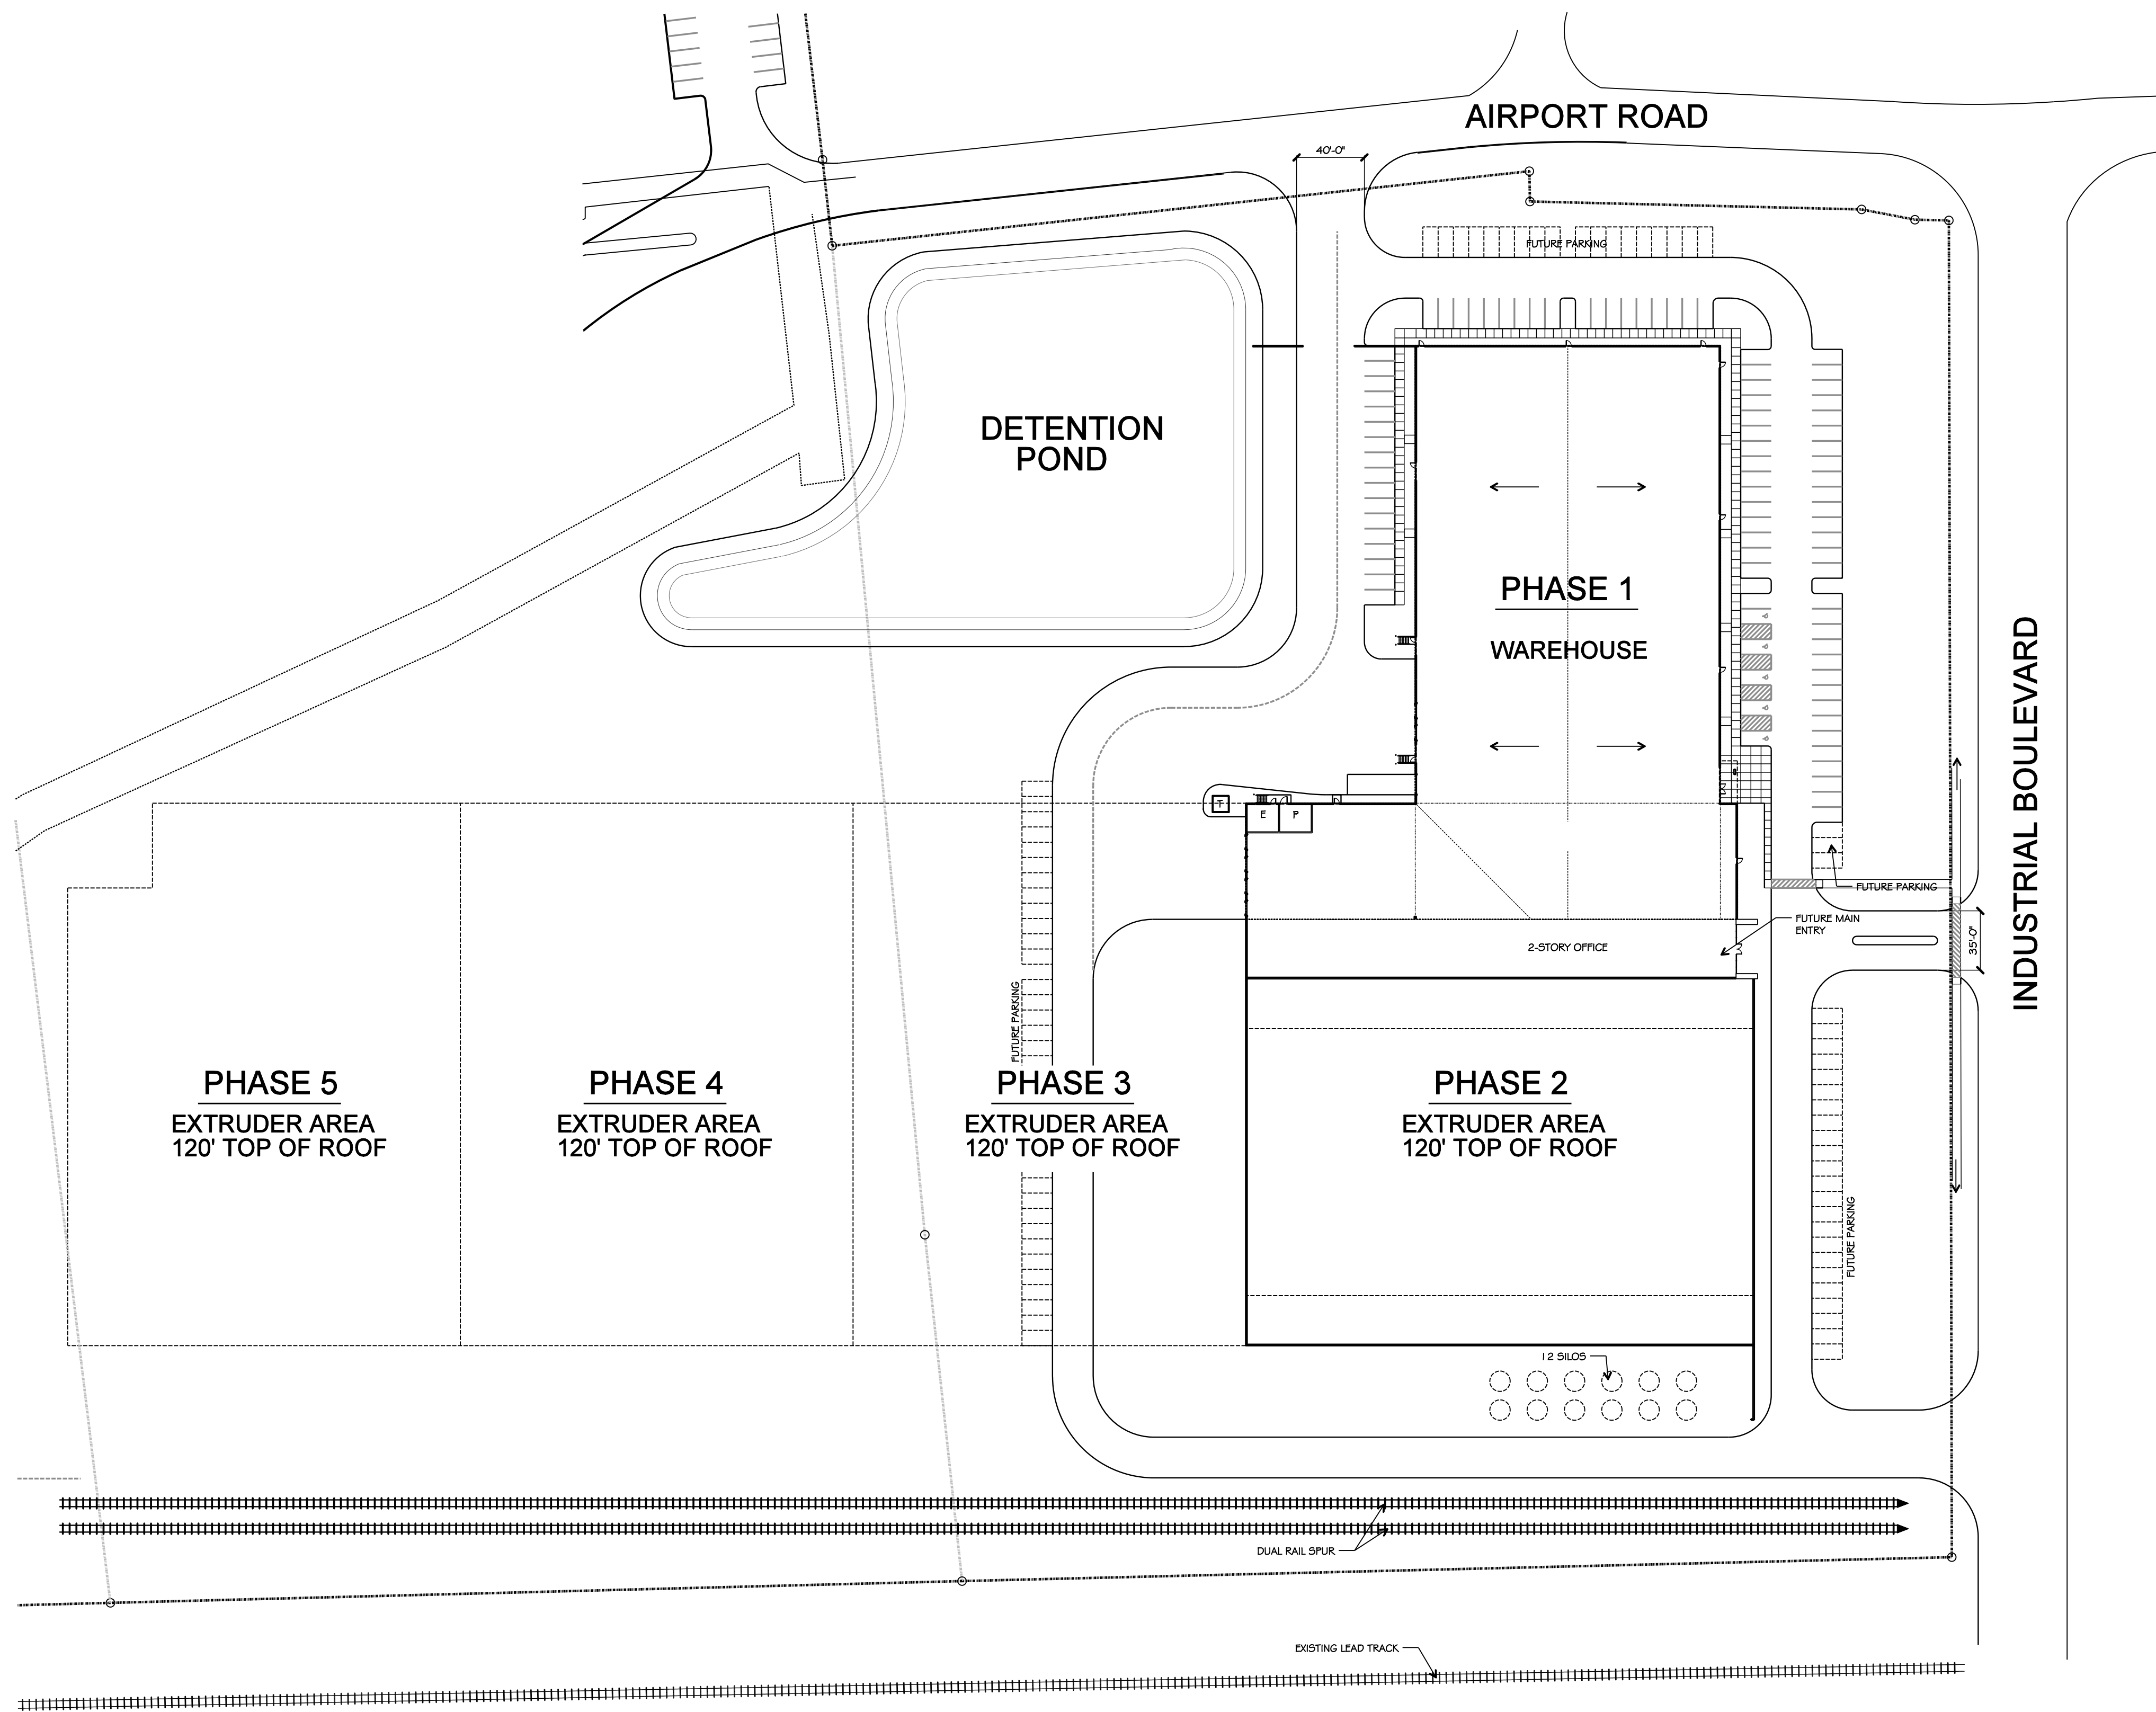 AIRPORT ROAD
40'-0"
FUTURE PARKING
DETENTION
POND
PHASE 1
WAREHOUSE
INDUSTRIAL BOULEVARD
T
E
P
FUTURE PARKING
FUTURE MAIN
ENTRY
35'-0"
2-STORY OFFICE
FUTURE PARKING
PHASE 5
EXTRUDER AREA
120' TOP OF ROOF
PHASE 4
EXTRUDER AREA
120' TOP OF ROOF
PHASE 3
EXTRUDER AREA
120' TOP OF ROOF
PHASE 2
EXTRUDER AREA
120' TOP OF ROOF
FUTURE PARKING
12 SILOS
DUAL RAIL SPUR
EXISTING LEAD TRACK